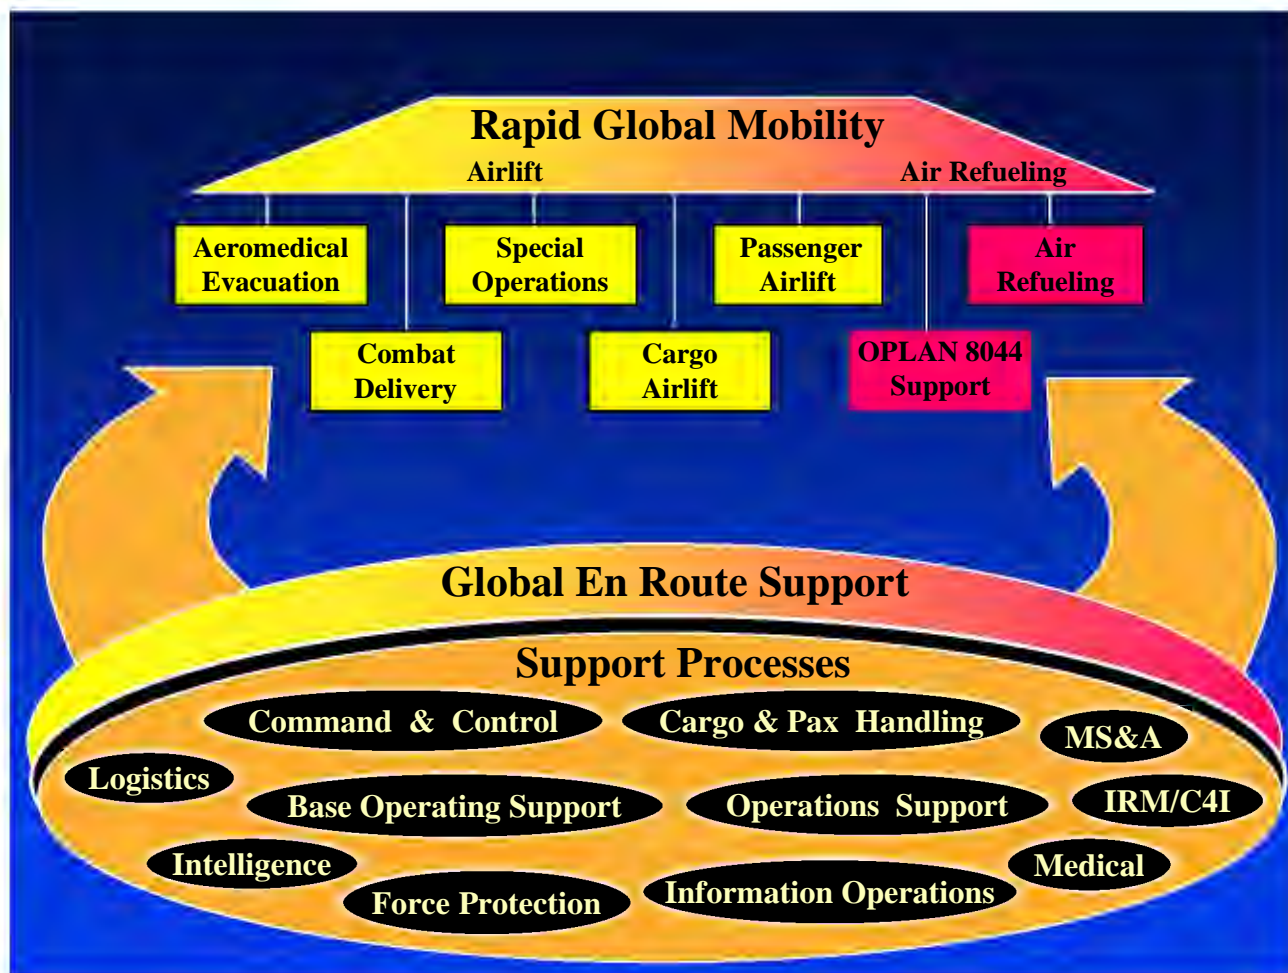 Rapid Global Mobility
Airlift Air Refueling
Aeromedical
Evacuation
Special
Operations
Passenger
Airlift
Air
Refueling
Combat
Delivery
Cargo
Airlift
OPLAN 8044
Support
Global En Route Support
Support Processes
Command & Control
Cargo & Pax Handling
MS&A
Logistics
Base Operating Support
Operations Support
IRM/C4I
Intelligence
Medical
Force Protection
Information Operations